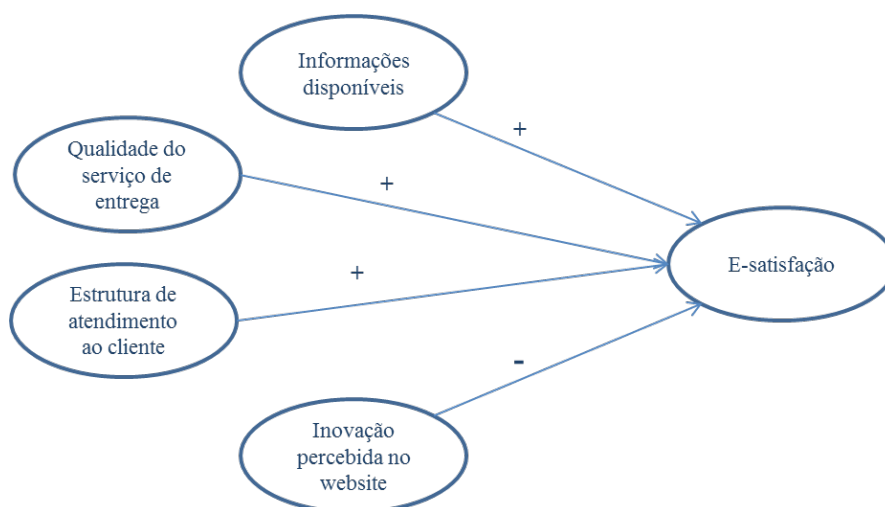 Informações
disponíveis
+
Qualidade do
serviço de
entrega
+
E-satisfação
+
Estrutura de
atendimento
ao cliente
-
Inovação
percebida no
website